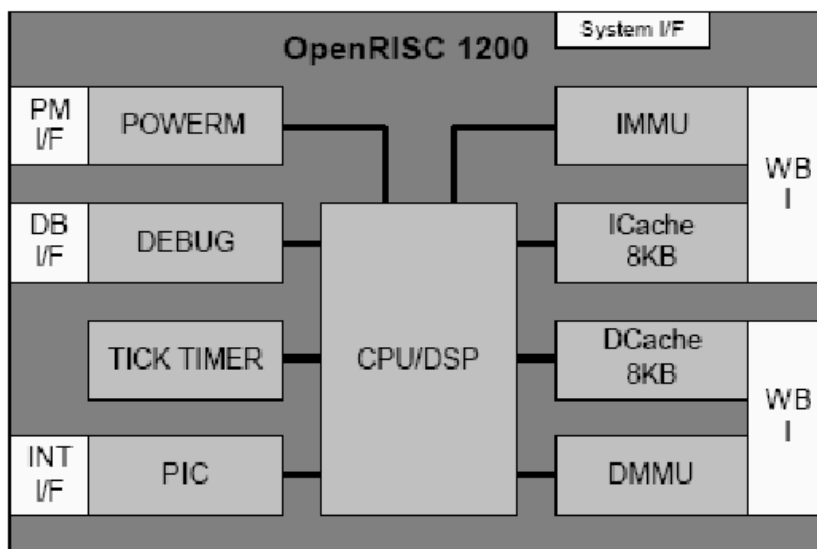 OpenRISC 1200
System I/F
PM
I/F
POWERM
IMMU
WB
I
DB
I/F
DEBUG
ICache
8KB
TICK TIMER
CPU/DSP
DCache
8KB
WB
I
INT
I/F
PIC
DMMU